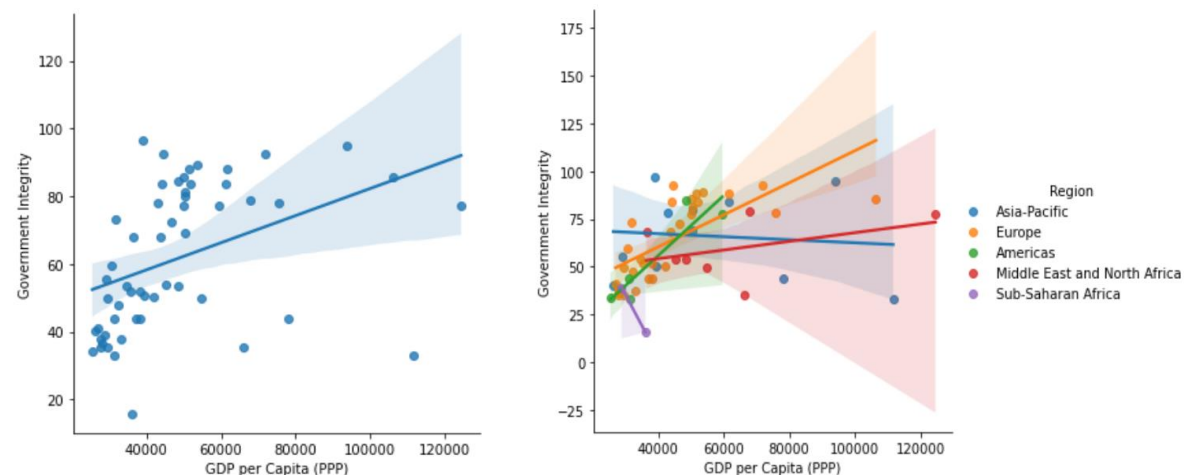 120
100
80
60
40
20
Government Integrity
40000 60000 80000 100000 120000
GDP per Capita (PPP)
175
150
125
100
75
50
25
0
−25
Government Integrity
40000 60000 80000 100000 120000
GDP per Capita (PPP)
Region
Asia-Pacific
Europe
Americas
Middle East and North Africa
Sub-Saharan Africa